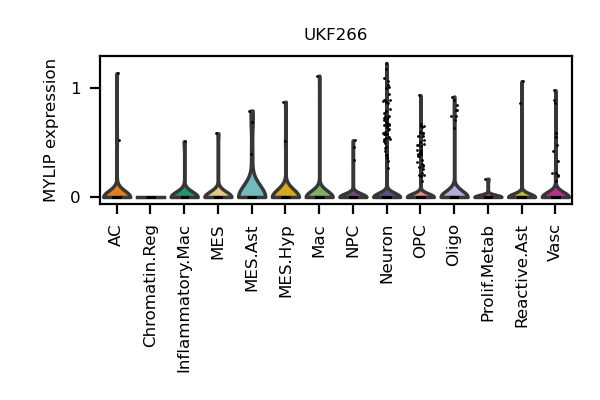 UKF266
MYLIP expression
1
0
AC
Chromatin.Reg
Inflammatory.Mac
MES
MES.Ast
MES.Hyp
Mac
NPC
Neuron
OPC
Oligo
Prolif.Metab
Reactive.Ast
Vasc